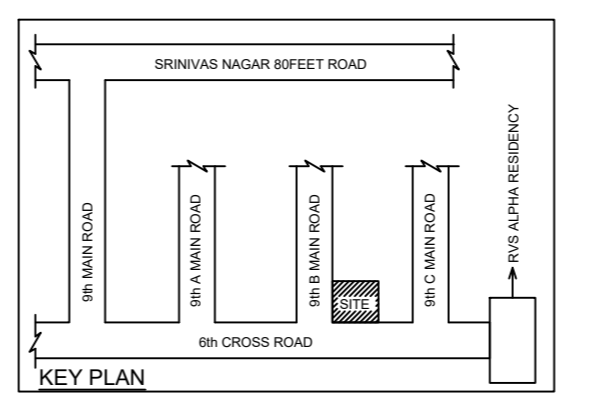 SRINIVAS NAGAR 80FEET ROAD
9th MAIN ROAD
9th A MAIN ROAD
9th B MAIN ROAD
SITE
9th C MAIN ROAD
RVS ALPHA RESIDENCY
6th CROSS ROAD
KEY PLAN